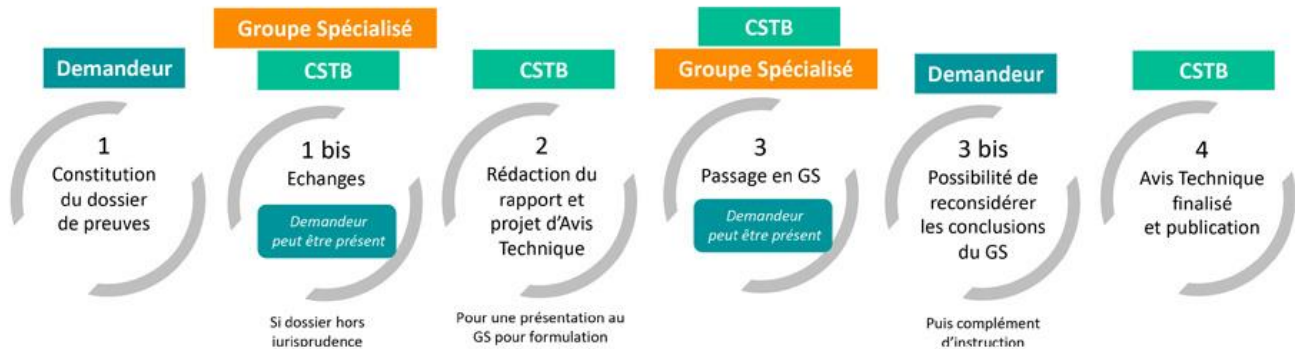 Demandeur
1
Constitution
du dossier
de preuves
Groupe Spécialisé
CSTB
1 bis
Echanges
Demandeur
peut être présent
Si dossier hors
jurisprudence
CSTB
2
Rédaction du
rapport et
projet d'Avis
Technique
Pour une présentation au
GS pour formulation
CSTB
Groupe Spécialisé
3
Passage en GS
Demandeur
peut être présent
Demandeur
3 bis
Possibilité de
reconsidérer
les conclusions
du GS
Puis complément
d'instruction
CSTB
4
Avis Technique
finalisé
et publication